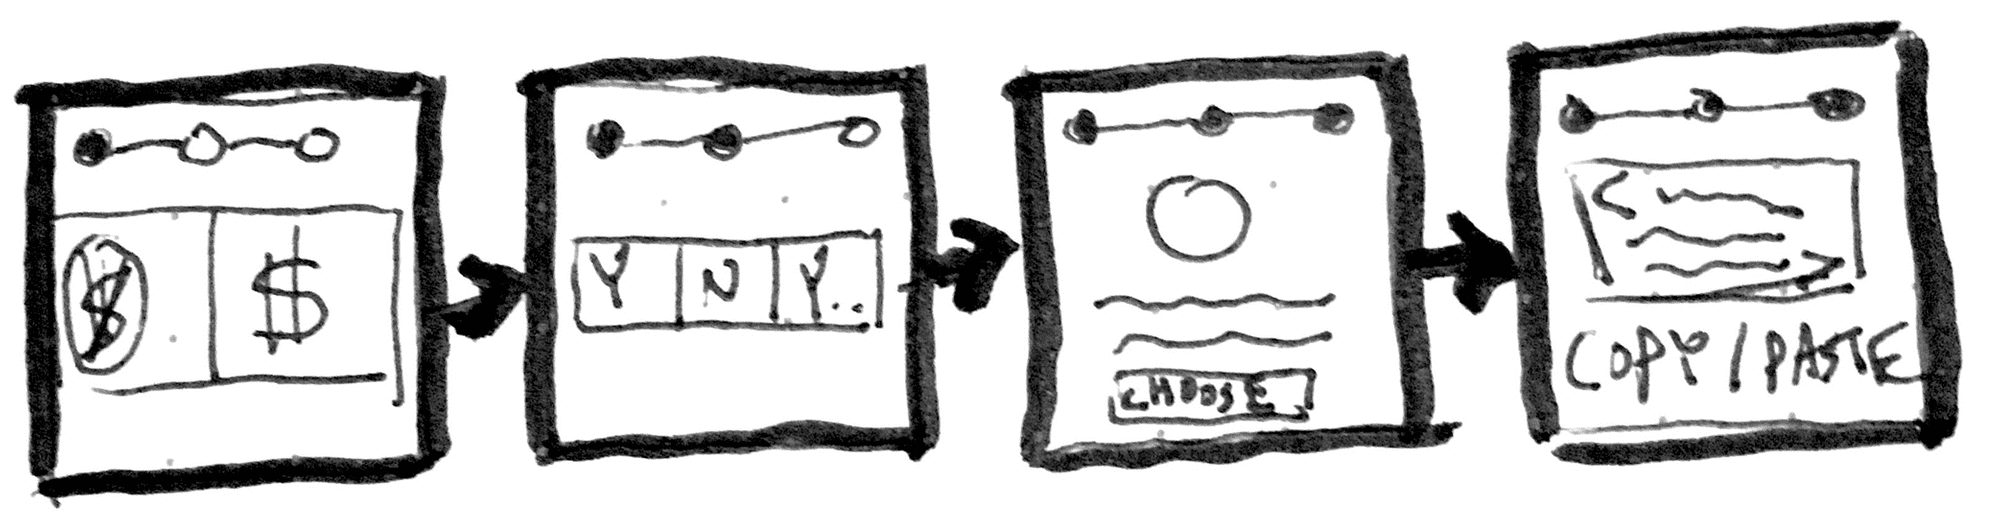 $ $
Y N Y..
CHOOSE
< >
COPY/PASTE